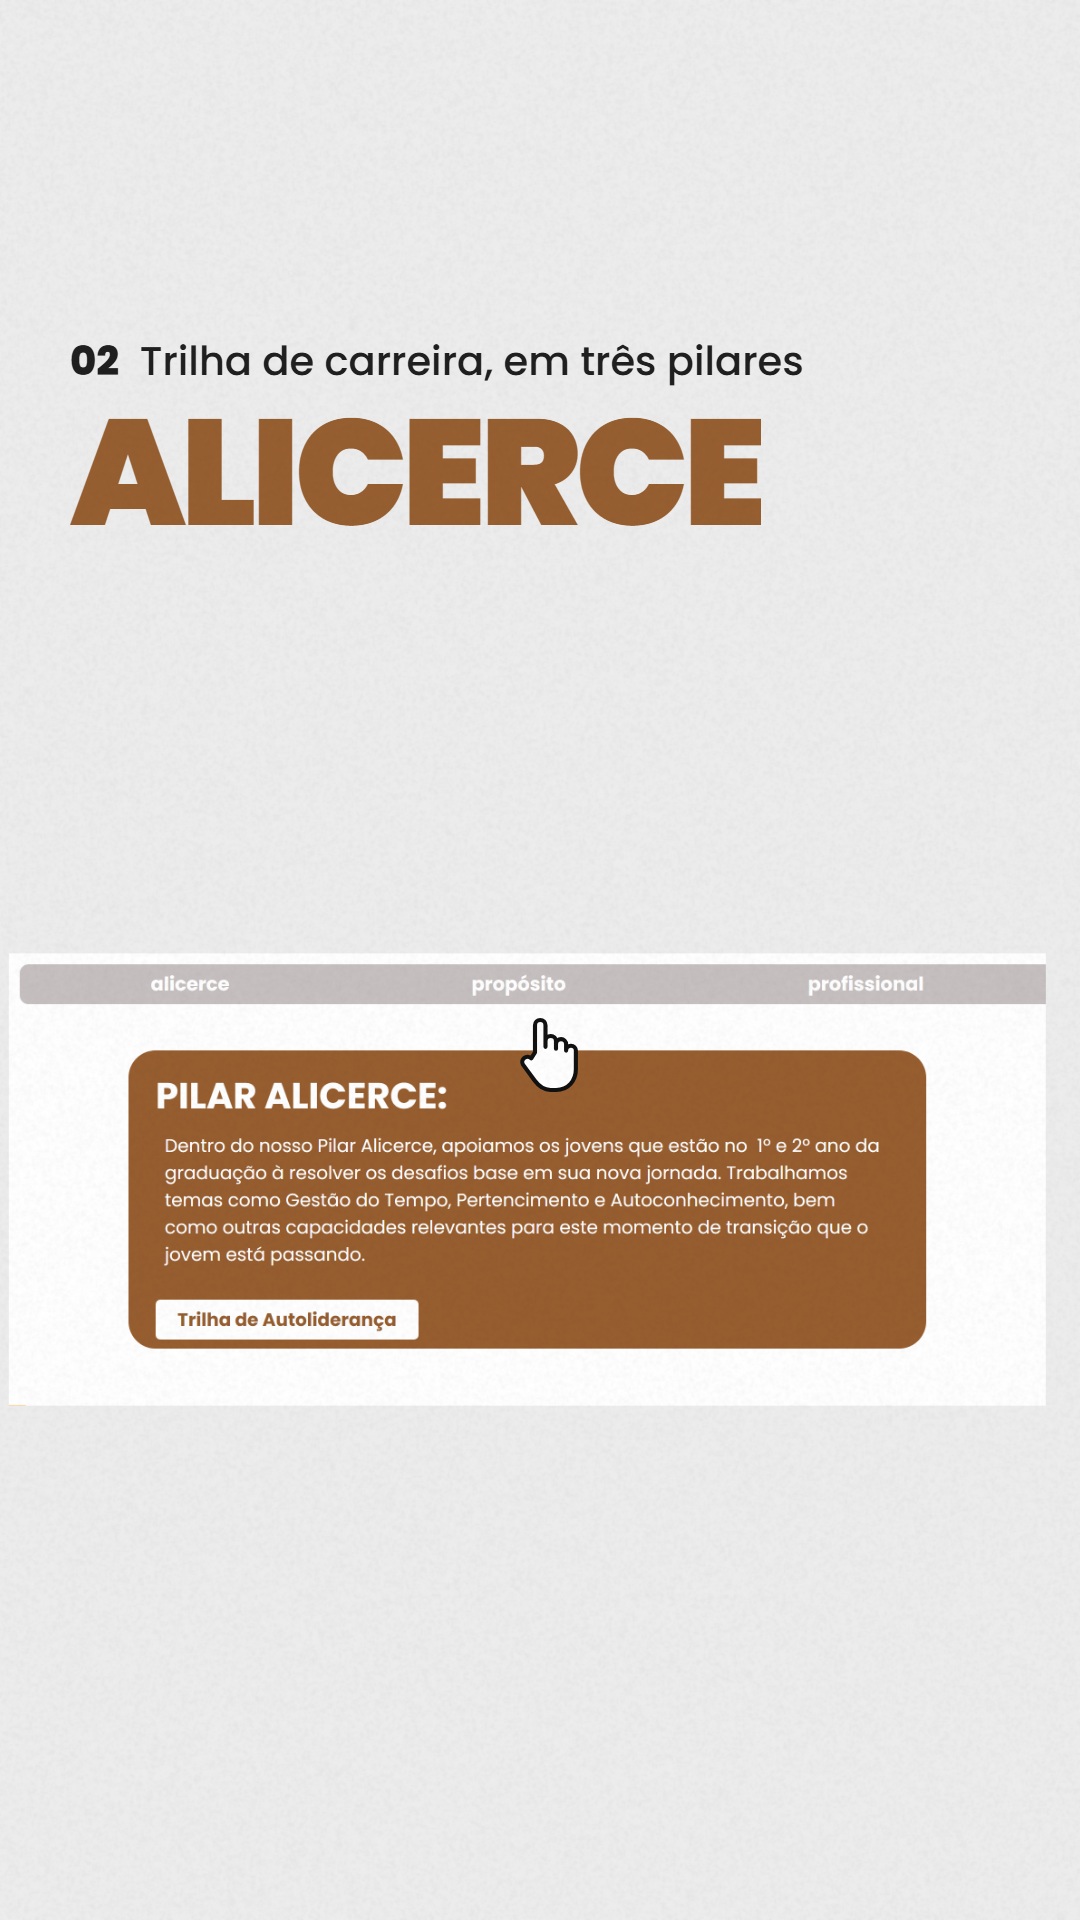 02 Trilha de carreira, em três pilares
ALICERCE
alicerce propósito profissional
PILAR ALICERCE:
Dentro do nosso Pilar Alicerce, apoiamos os jovens que estão no 1º e 2º ano da
graduação à resolver os desafios base em sua nova jornada. Trabalhamos
temas como Gestão do Tempo, Pertencimento e Autoconhecimento, bem
como outras capacidades relevantes para este momento de transição que o
jovem está passando.
Trilha de Autoliderança